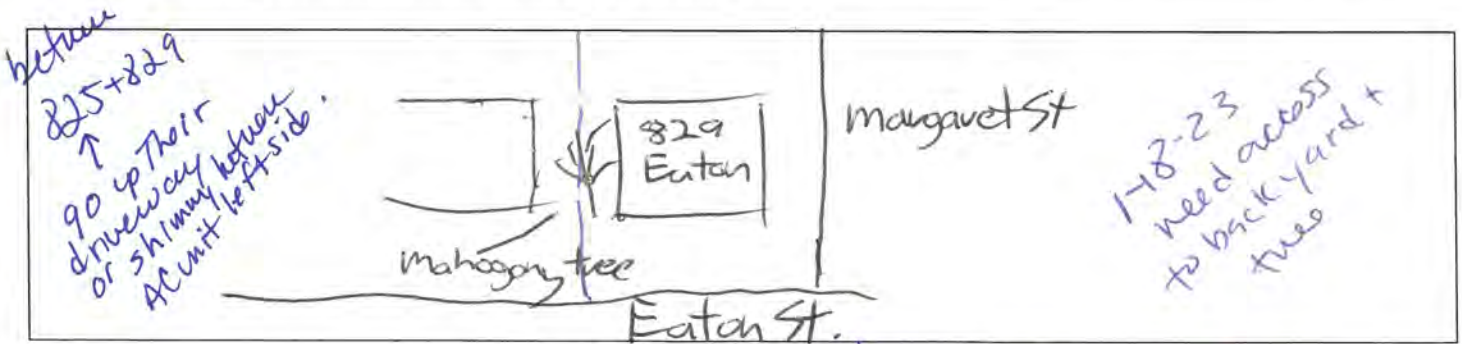 between
825+829
↑
go up their
driveway
or shimmy between
AC unit left side.
829
Eaton
margaret St
mahogany tree
Eaton St.
1-18-23
need access
to back yard +
tree